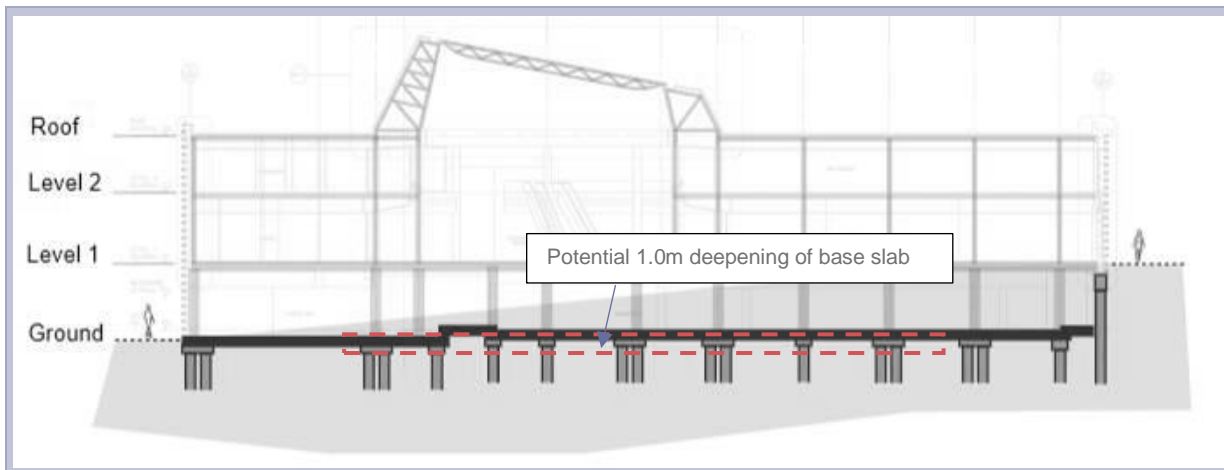 Roof
Level 2
Level 1
Potential 1.0m deepening of base slab
Ground